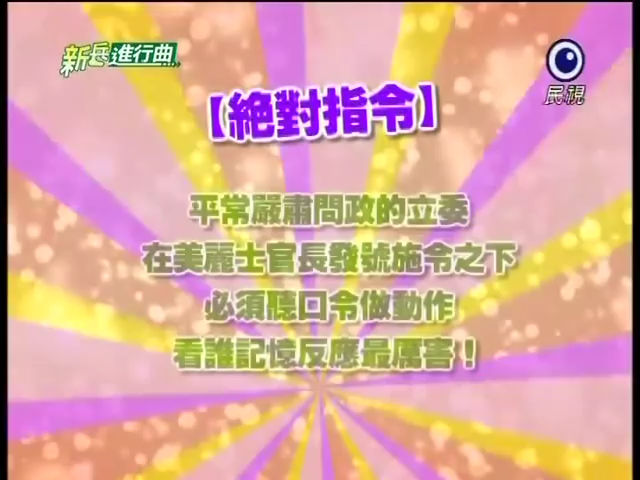 新兵進行曲
民視
【絕對指令】
平常嚴肅問政的立委
在美麗士官長發號施令之下
必須聽口令做動作
看誰記憶反應最厲害！